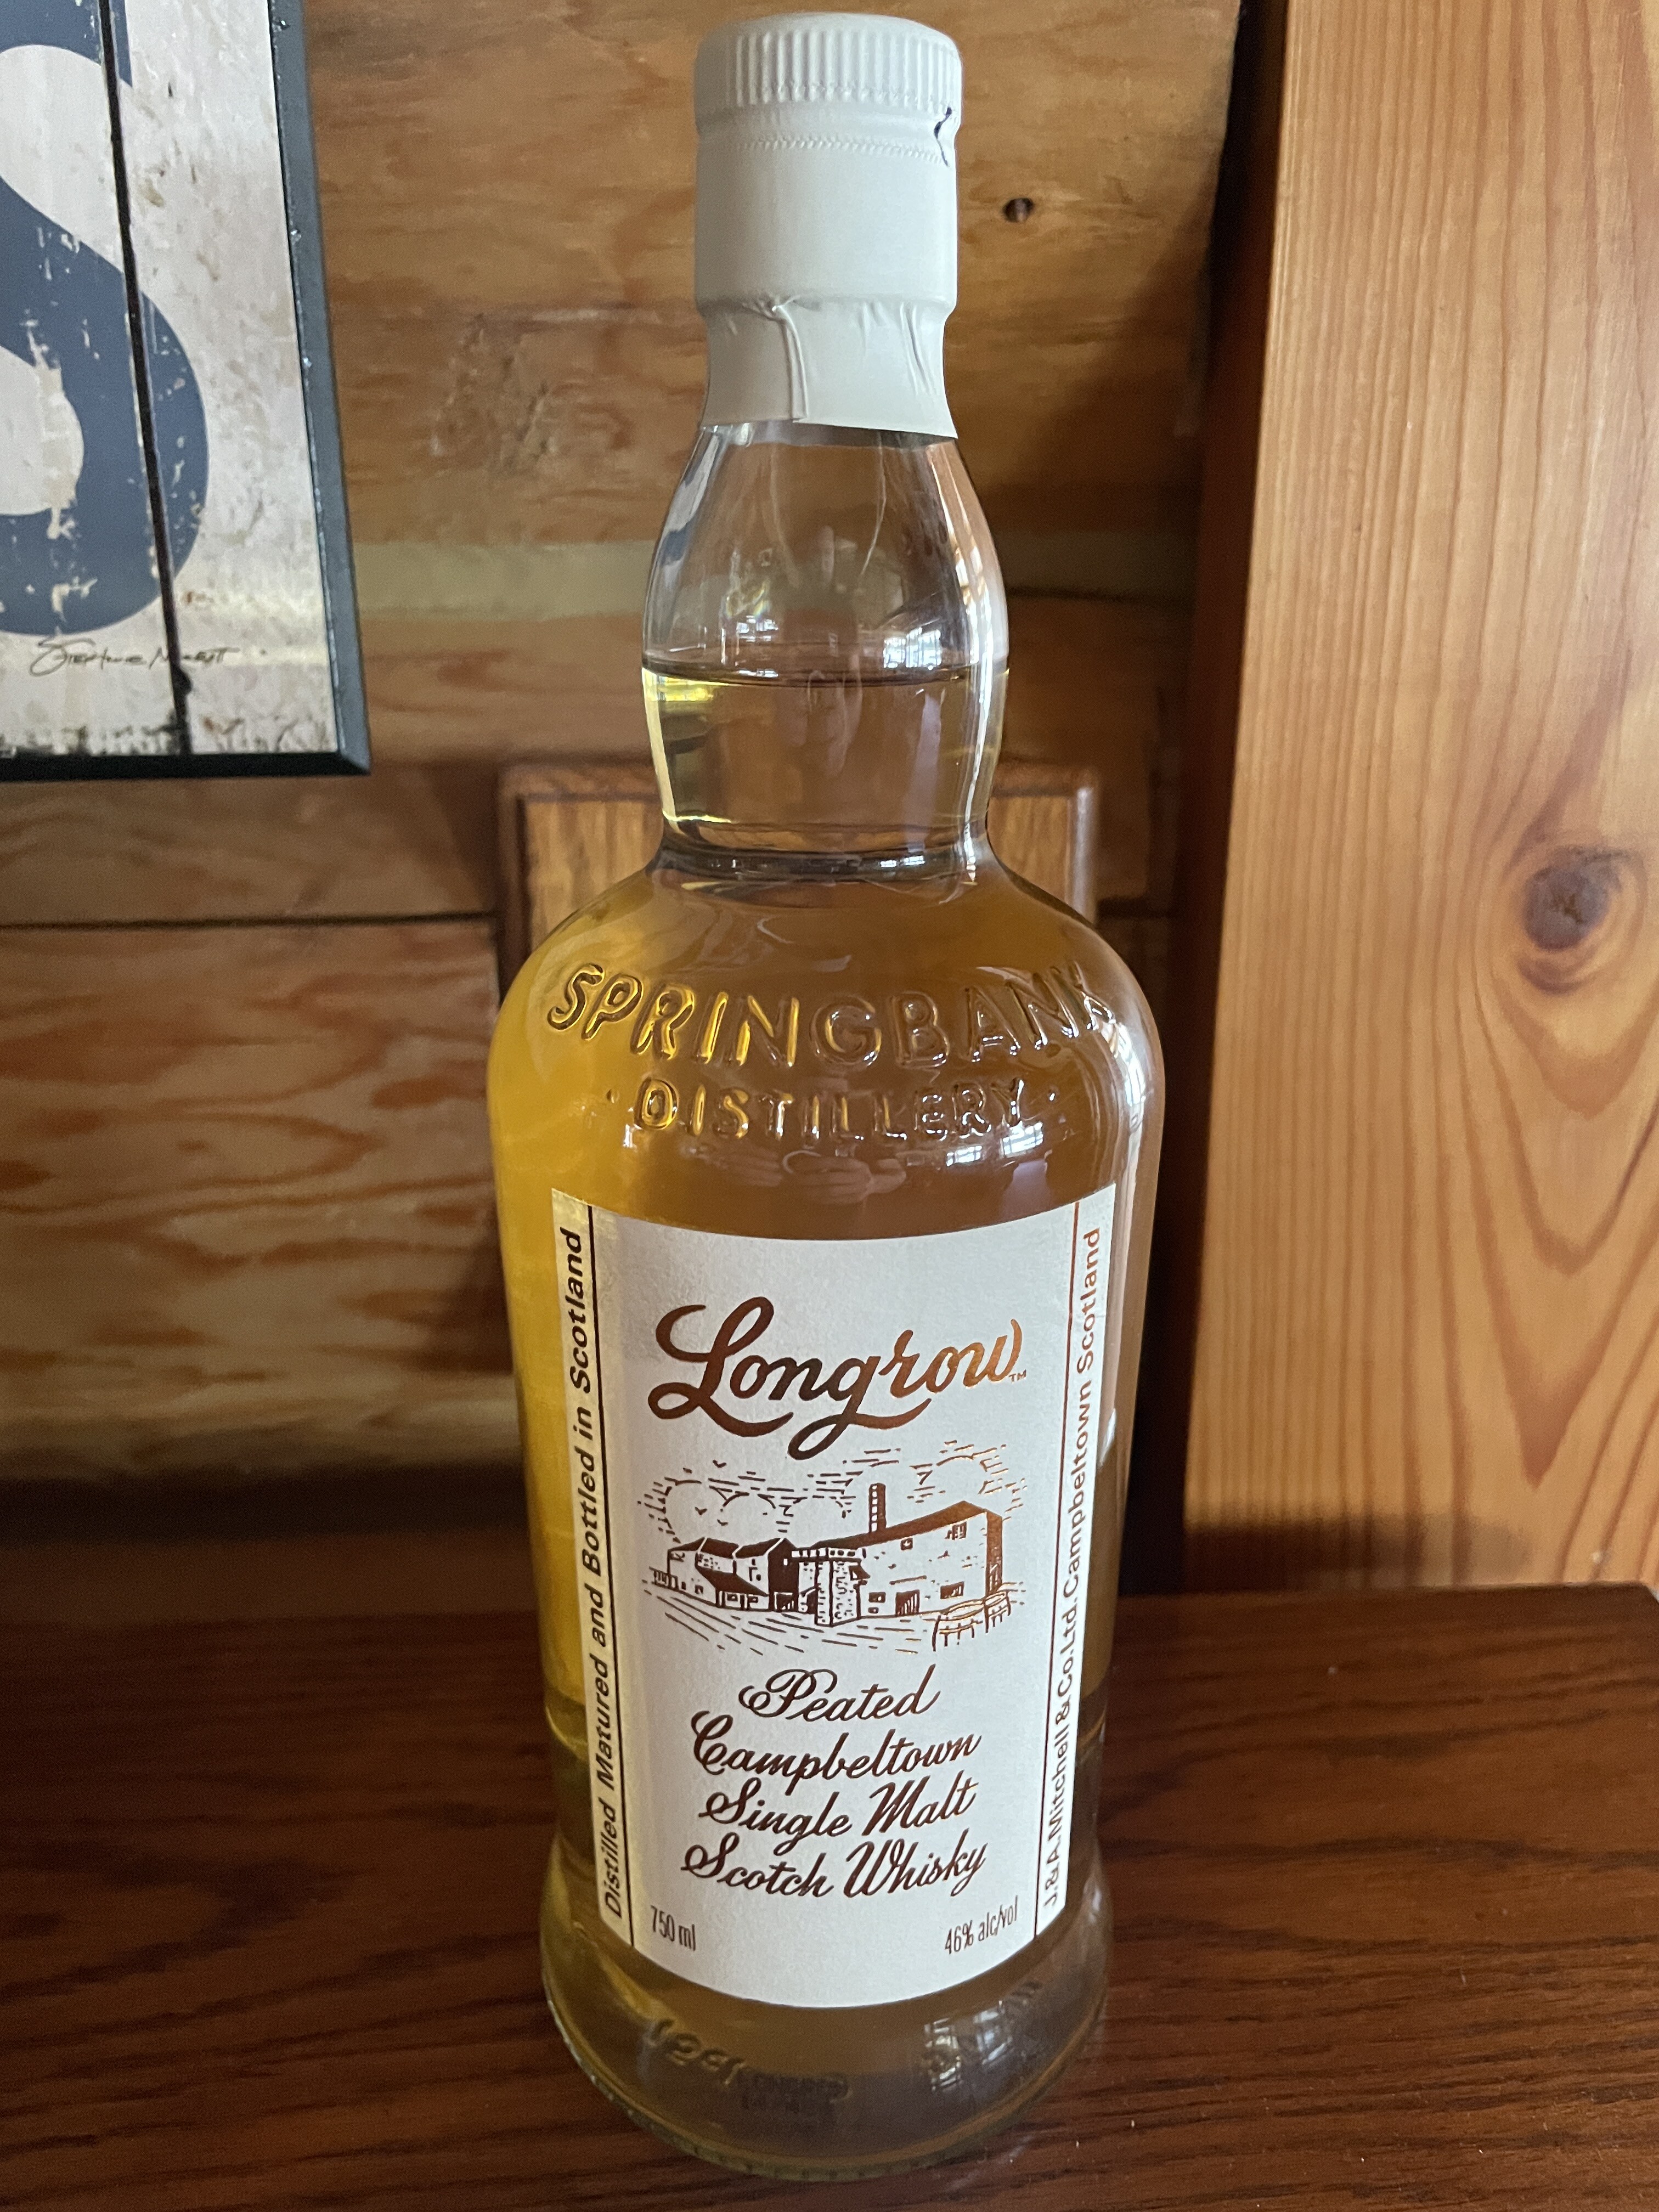 S
SPRINGBANK
· DISTILLERY ·
Distilled Matured and Bottled in Scotland
Longrow™
Peated
Campbeltown
Single Malt
Scotch Whisky
750 ml
46% alc/vol
J.&A.Mitchell & Co.Ltd. Campbeltown Scotland